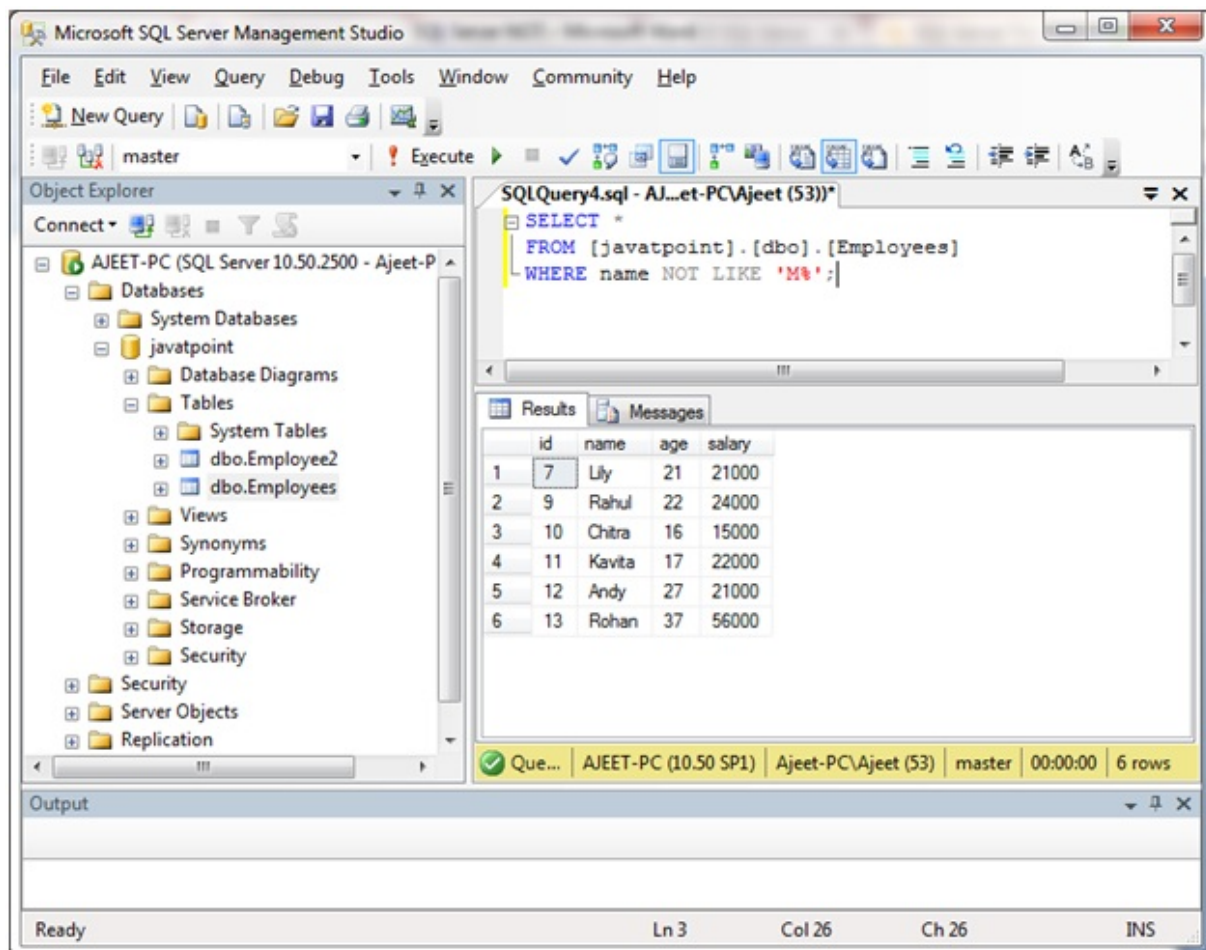 Microsoft SQL Server Management Studio
File Edit View Query Debug Tools Window Community Help
New Query
master Execute
Object Explorer
Connect
AJEET-PC (SQL Server 10.50.2500 - Ajeet-P
Databases
System Databases
javatpoint
Database Diagrams
Tables
System Tables
dbo.Employee2
dbo.Employees
Views
Synonyms
Programmability
Service Broker
Storage
Security
Security
Server Objects
Replication
SQLQuery4.sql - AJ...et-PC\Ajeet (53))*
SELECT *
FROM [javatpoint].[dbo].[Employees]
WHERE name NOT LIKE 'M%';
Results Messages
id name age salary
1 7 Lily 21 21000
2 9 Rahul 22 24000
3 10 Chitra 16 15000
4 11 Kavita 17 22000
5 12 Andy 27 21000
6 13 Rohan 37 56000
Que... AJEET-PC (10.50 SP1) Ajeet-PC\Ajeet (53) master 00:00:00 6 rows
Output
Ready Ln 3 Col 26 Ch 26 INS